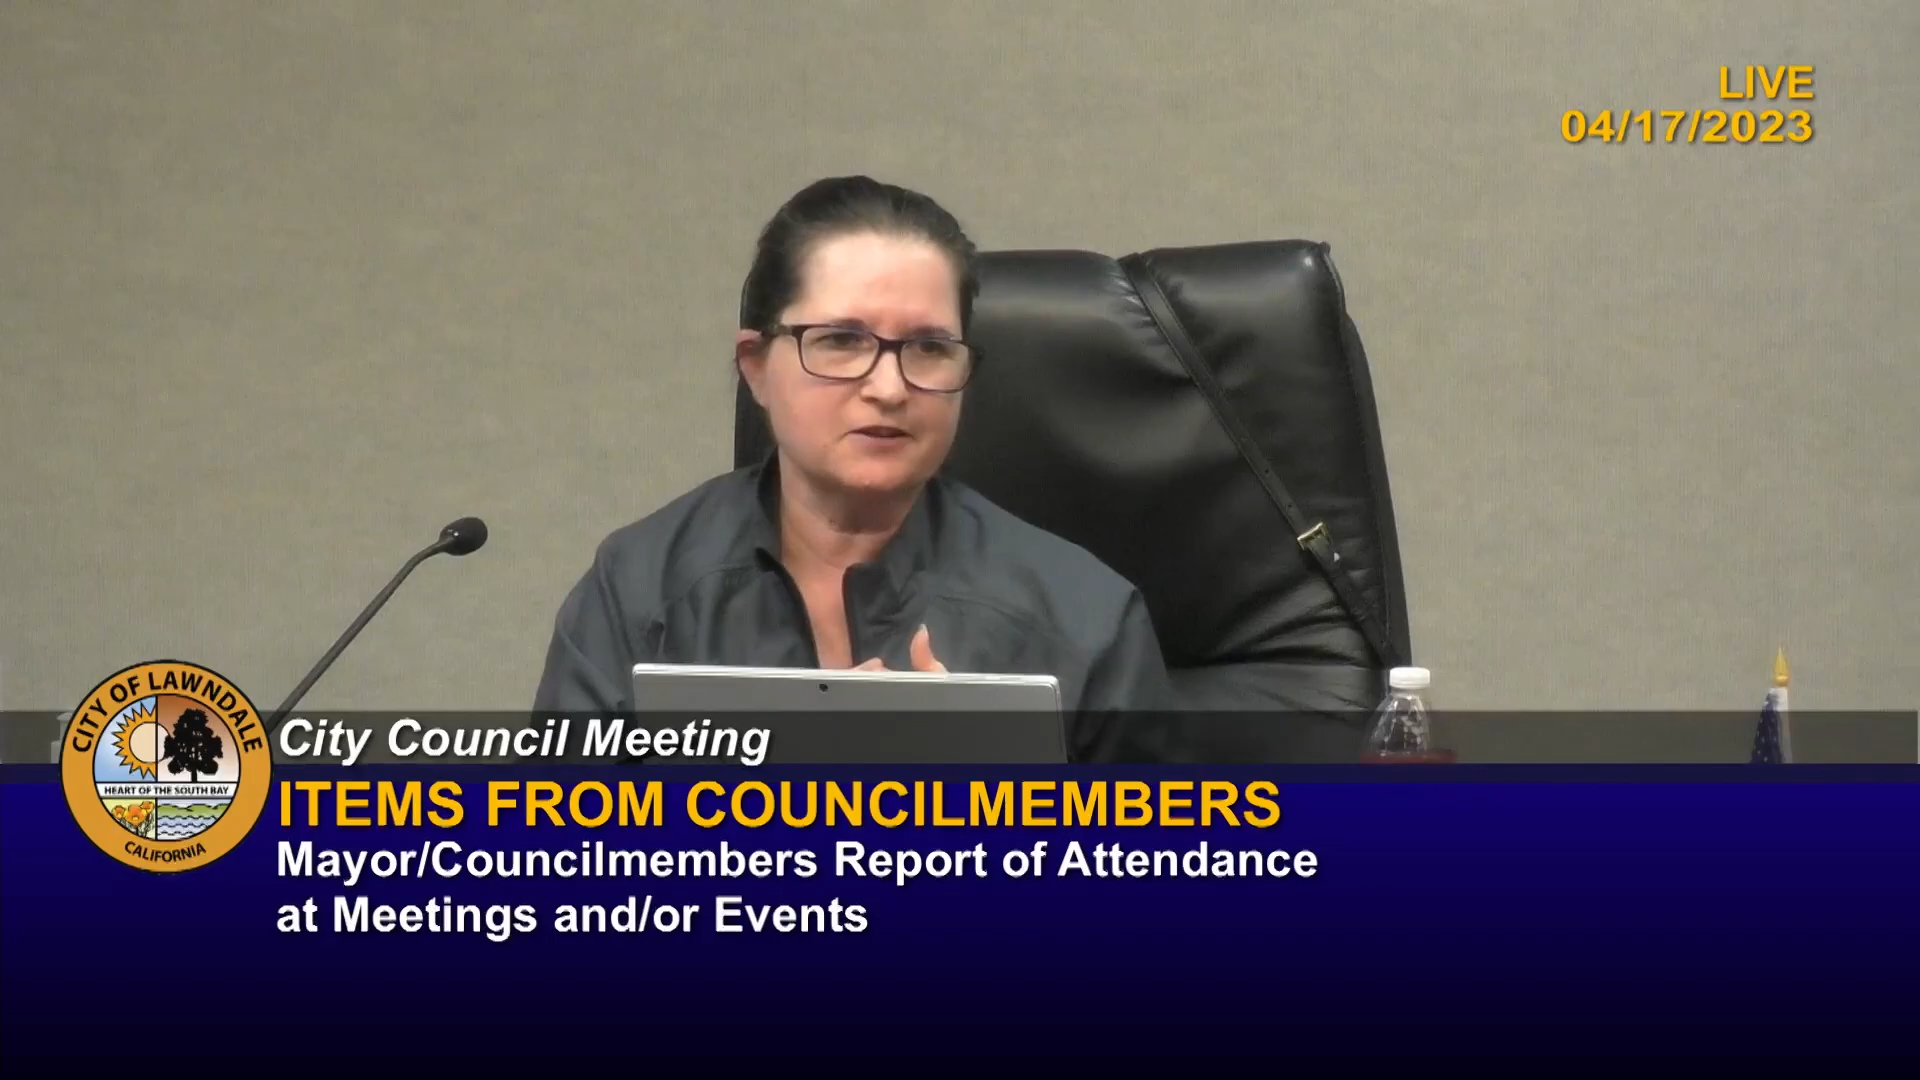 LIVE
04/17/2023
CITY OF LAWNDALE
HEART OF THE SOUTH BAY
CALIFORNIA
City Council Meeting
ITEMS FROM COUNCILMEMBERS
Mayor/Councilmembers Report of Attendance
at Meetings and/or Events